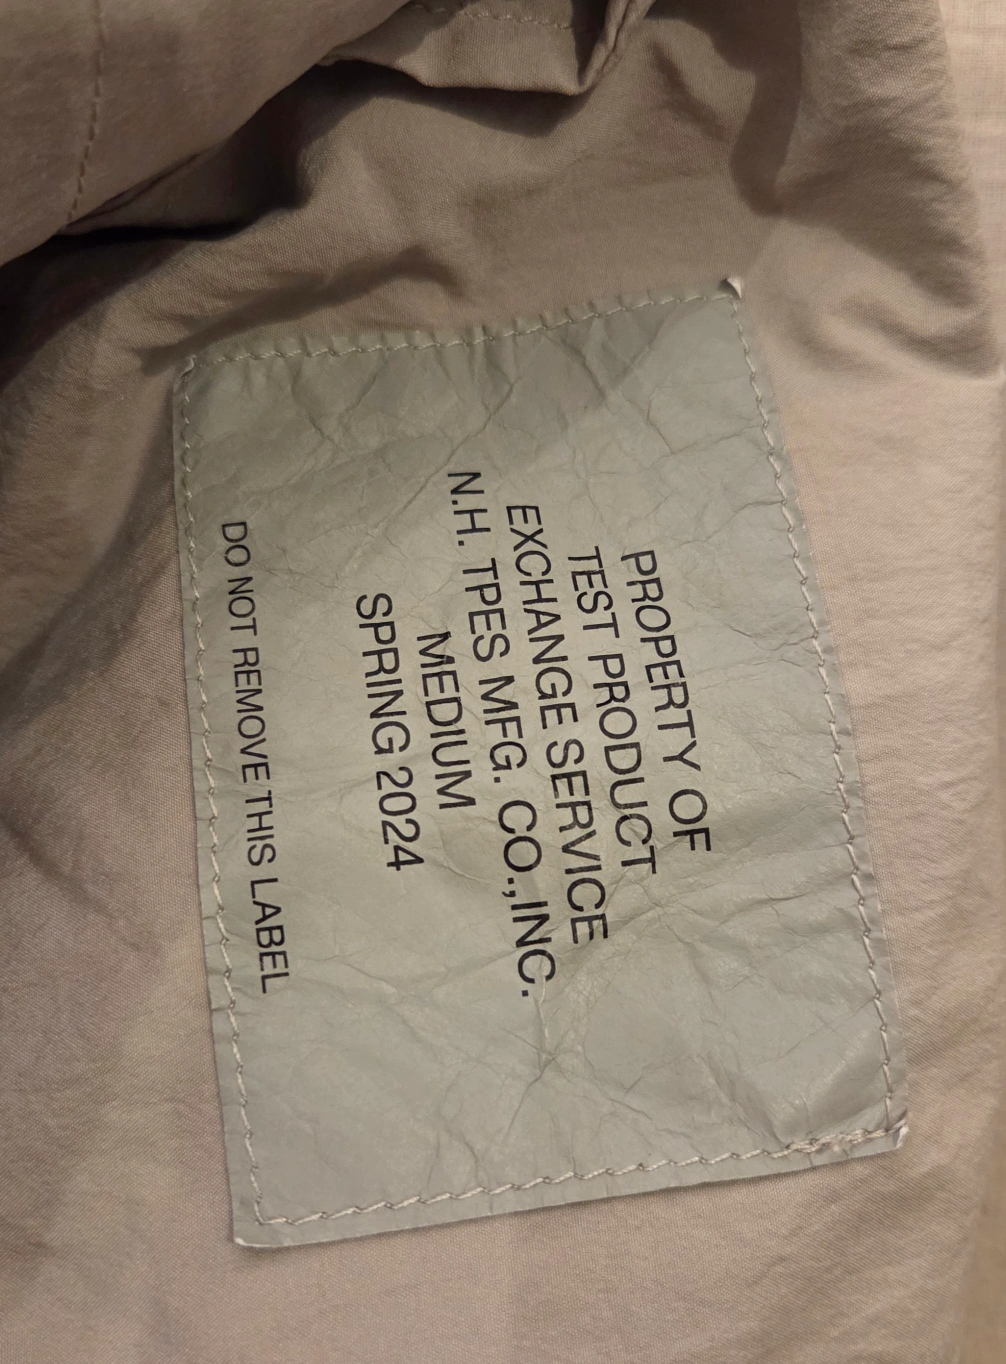 PROPERTY OF
TEST PRODUCT
EXCHANGE SERVICE
N.H. TPES MFG. CO.,INC.
MEDIUM
SPRING 2024
DO NOT REMOVE THIS LABEL